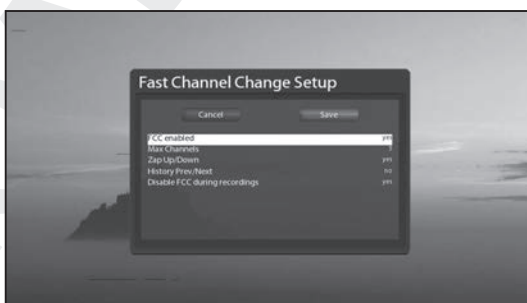 Fast Channel Change Setup
Cancel Save
FCC enabled yes
Max Channels
Zap Up/Down yes
History Prev/Next no
Disable FCC during recordings yes